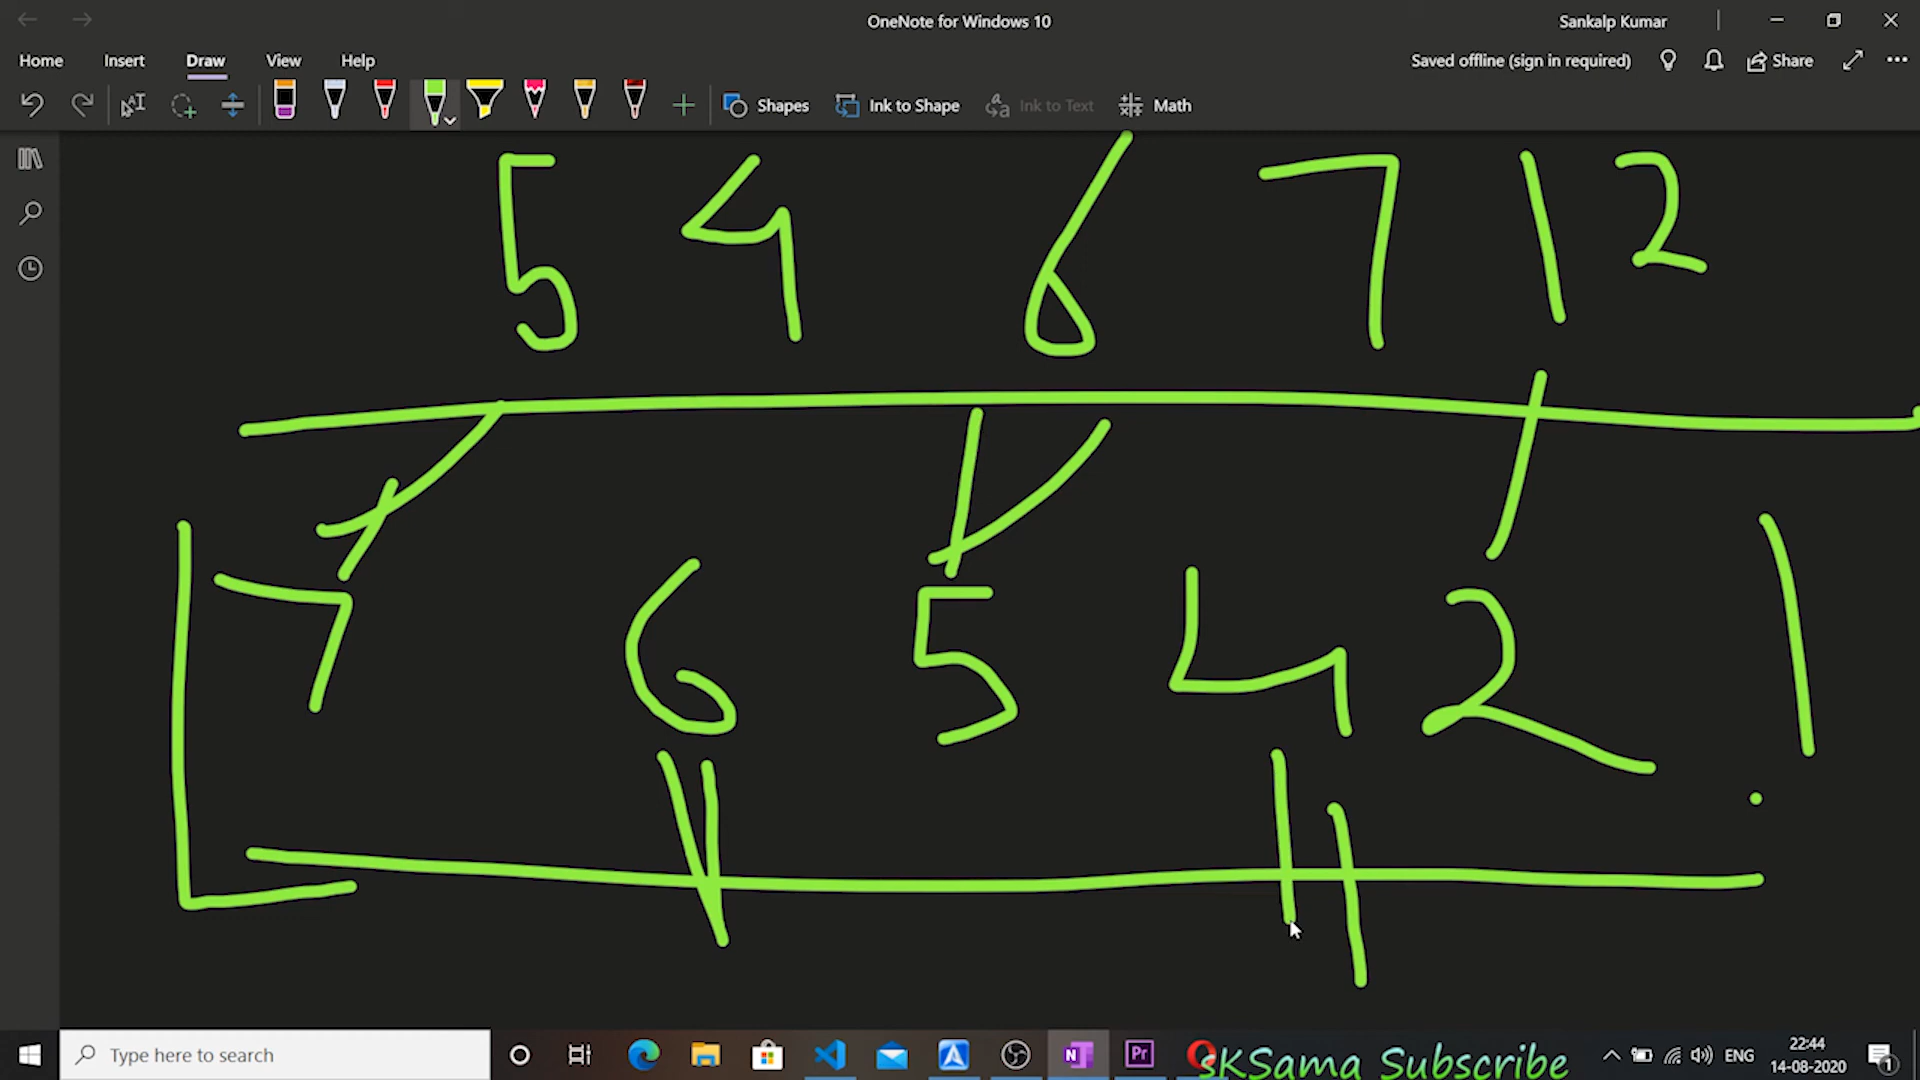 OneNote for Windows 10
Sankalp Kumar
Home Insert Draw View Help
Saved offline (sign in required) Share
Shapes Ink to Shape Ink to Text Math
5 4 6 7 1 2
7 6 5 4 2 1
Type here to search
Pr
sKSama Subscribe
ENG
22:44
14-08-2020
1